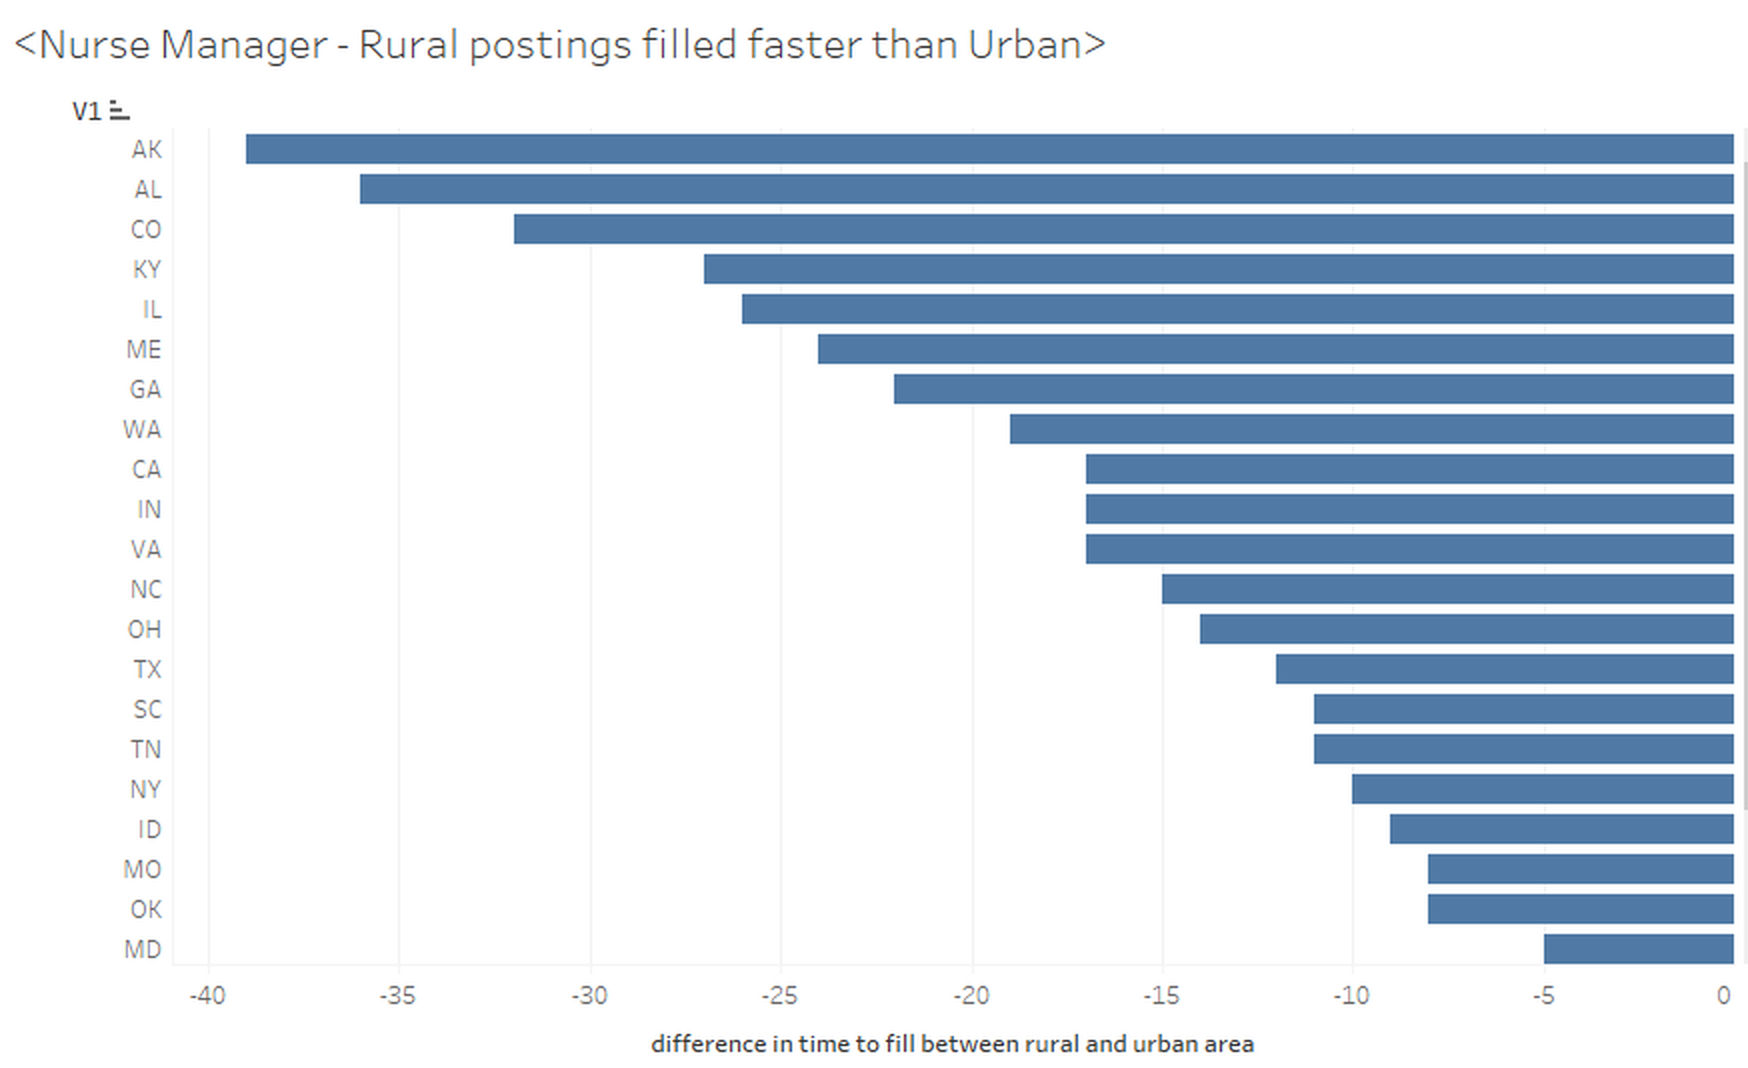 <Nurse Manager - Rural postings filled faster than Urban>
V1
AK
AL
CO
KY
IL
ME
GA
WA
CA
IN
VA
NC
OH
TX
SC
TN
NY
ID
MO
OK
MD
-40 -35 -30 -25 -20 -15 -10 -5 0
difference in time to fill between rural and urban area